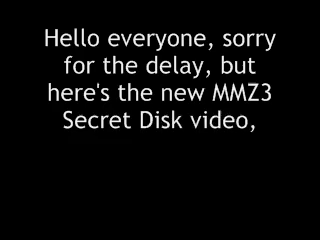 Hello everyone, sorry
for the delay, but
here's the new MMZ3
Secret Disk video,